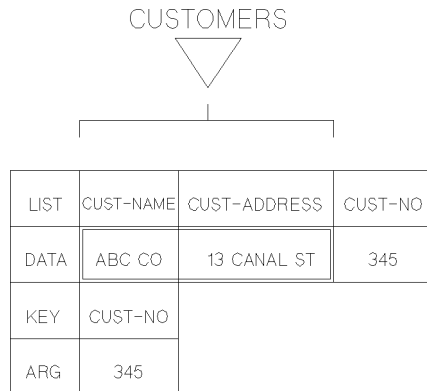 CUSTOMERS
LIST CUST-NAME CUST-ADDRESS CUST-NO
DATA ABC CO 13 CANAL ST 345
KEY CUST-NO
ARG 345